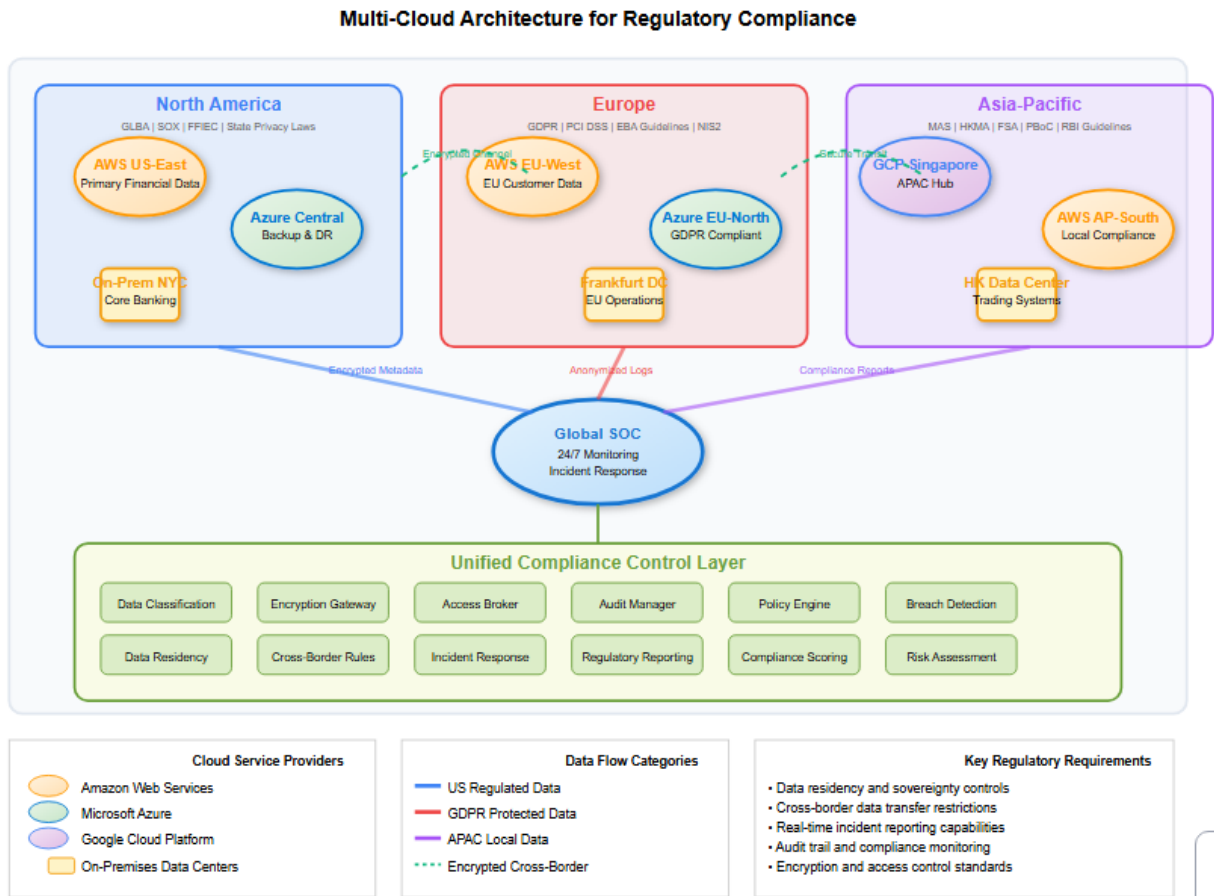 Multi-Cloud Architecture for Regulatory Compliance
North America
GLBA | SOX | FFIEC | State Privacy Laws
AWS US-East
Primary Financial Data
Azure Central
Backup & DR
On-Prem NYC
Core Banking
Encrypted Channel
Europe
GDPR | PCI DSS | EBA Guidelines | NIS2
AWS EU-West
EU Customer Data
Azure EU-North
GDPR Compliant
Frankfurt DC
EU Operations
Secure Transit
Asia-Pacific
MAS | HKMA | FSA | PBoC | RBI Guidelines
GCP Singapore
APAC Hub
AWS AP-South
Local Compliance
HK Data Center
Trading Systems
Encrypted Metadata
Anonymized Logs
Compliance Reports
Global SOC
24/7 Monitoring
Incident Response
Unified Compliance Control Layer
Data Classification
Encryption Gateway
Access Broker
Audit Manager
Policy Engine
Breach Detection
Data Residency
Cross-Border Rules
Incident Response
Regulatory Reporting
Compliance Scoring
Risk Assessment
Cloud Service Providers
Amazon Web Services
Microsoft Azure
Google Cloud Platform
On-Premises Data Centers
Data Flow Categories
US Regulated Data
GDPR Protected Data
APAC Local Data
Encrypted Cross-Border
Key Regulatory Requirements
• Data residency and sovereignty controls
• Cross-border data transfer restrictions
• Real-time incident reporting capabilities
• Audit trail and compliance monitoring
• Encryption and access control standards